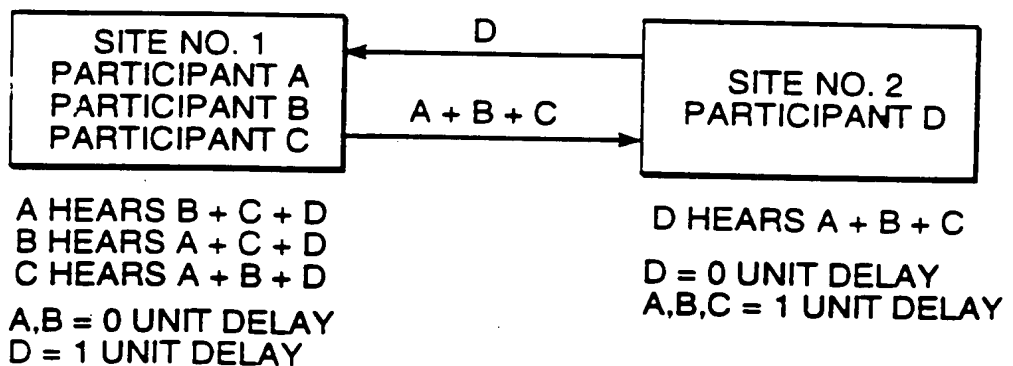 SITE NO. 1
PARTICIPANT A
PARTICIPANT B
PARTICIPANT C
D
A + B + C
SITE NO. 2
PARTICIPANT D
A HEARS B + C + D
B HEARS A + C + D
C HEARS A + B + D
A,B = 0 UNIT DELAY
D = 1 UNIT DELAY
D HEARS A + B + C
D = 0 UNIT DELAY
A,B,C = 1 UNIT DELAY